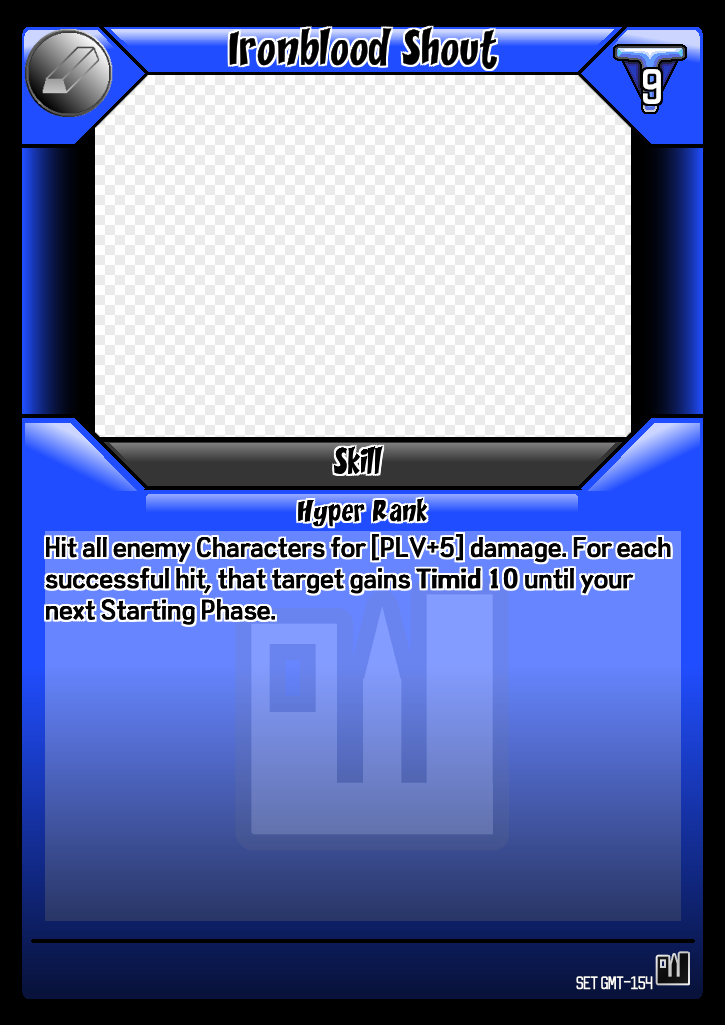 Ironblood Shout
9
Skill
Hyper Rank
Hit all enemy Characters for [PLV+5] damage. For each
successful hit, that target gains Timid 10 until your
next Starting Phase.
SET GMT-154